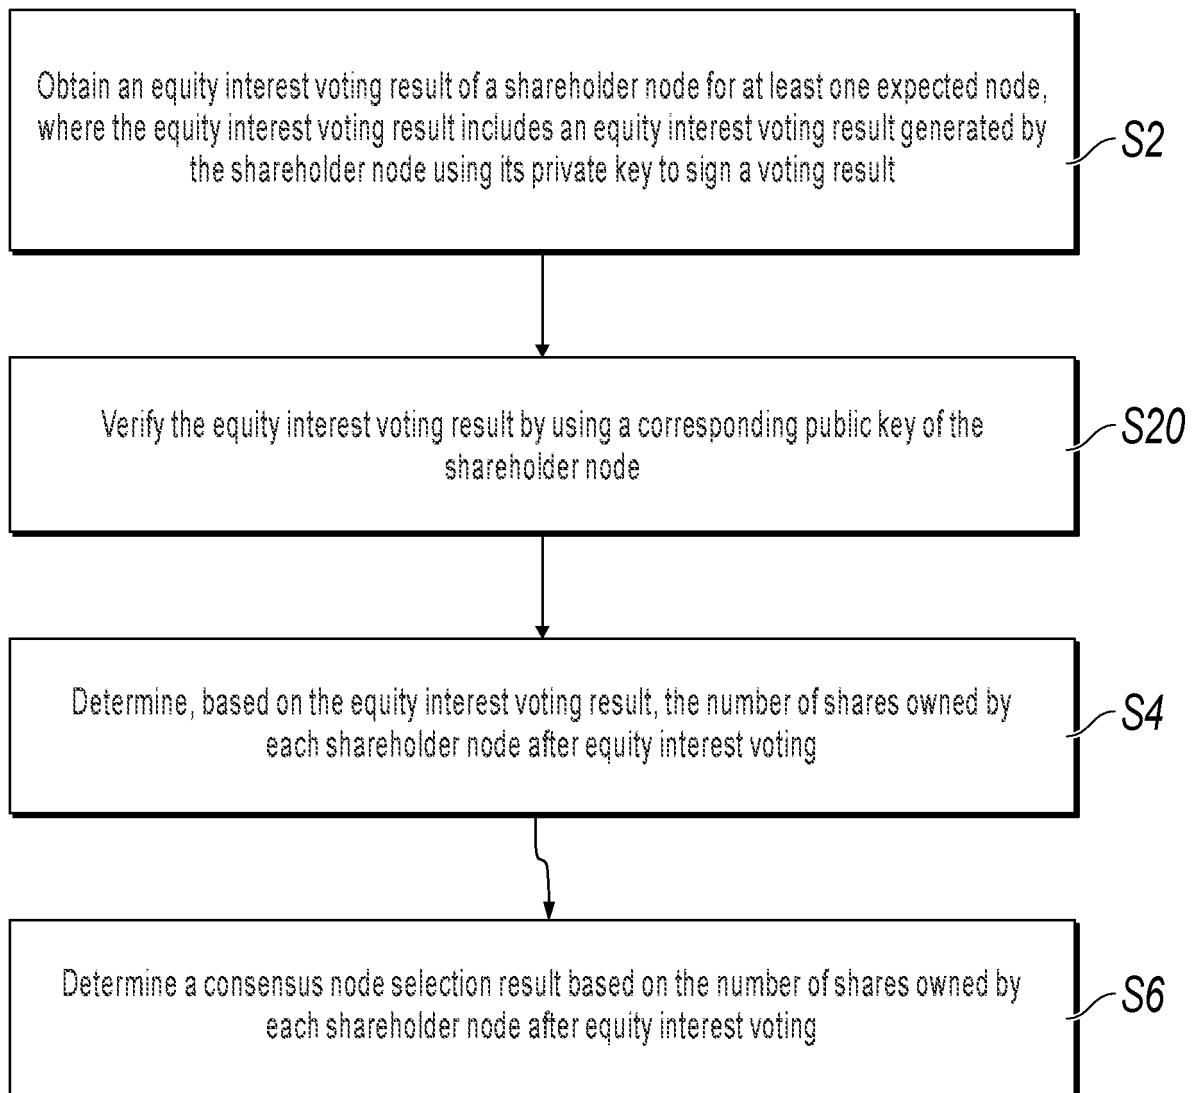 Obtain an equity interest voting result of a shareholder node for at least one expected node,
where the equity interest voting result includes an equity interest voting result generated by
the shareholder node using its private key to sign a voting result
S2
Verify the equity interest voting result by using a corresponding public key of the
shareholder node
S20
Determine, based on the equity interest voting result, the number of shares owned by
each shareholder node after equity interest voting
S4
Determine a consensus node selection result based on the number of shares owned by
each shareholder node after equity interest voting
S6